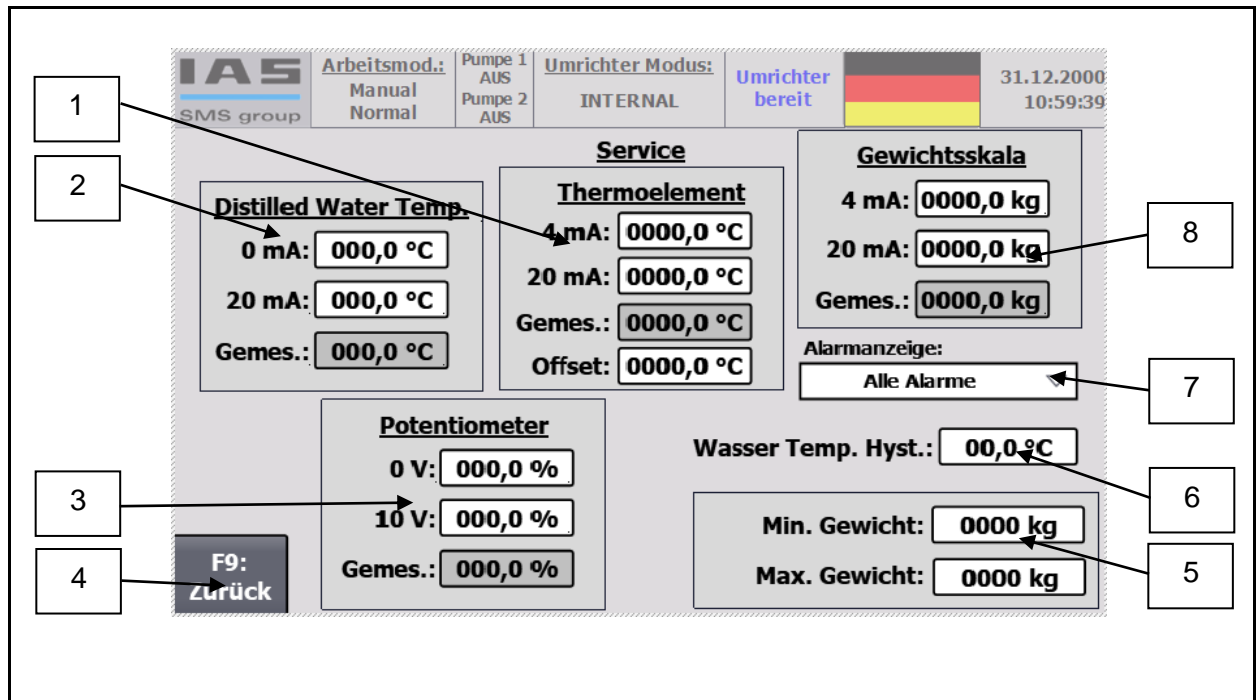 IAS
SMS group
Arbeitsmod.:
Manual
Normal
Pumpe 1
AUS
Pumpe 2
AUS
Umrichter Modus:
INTERNAL
Umrichter
bereit
31.12.2000
10:59:39
1
2
3
4
Service
Distilled Water Temp.
0 mA: 000,0 °C
20 mA: 000,0 °C
Gemes.: 000,0 °C
Thermoelement
4 mA: 0000,0 °C
20 mA: 0000,0 °C
Gemes.: 0000,0 °C
Offset: 0000,0 °C
Gewichtsskala
4 mA: 0000,0 kg
20 mA: 0000,0 kg
Gemes.: 0000,0 kg
Alarmanzeige:
Alle Alarme
Potentiometer
0 V: 000,0 %
10 V: 000,0 %
Gemes.: 000,0 %
Wasser Temp. Hyst.: 00,0 °C
Min. Gewicht: 0000 kg
Max. Gewicht: 0000 kg
F9:
Zurück
8
7
6
5